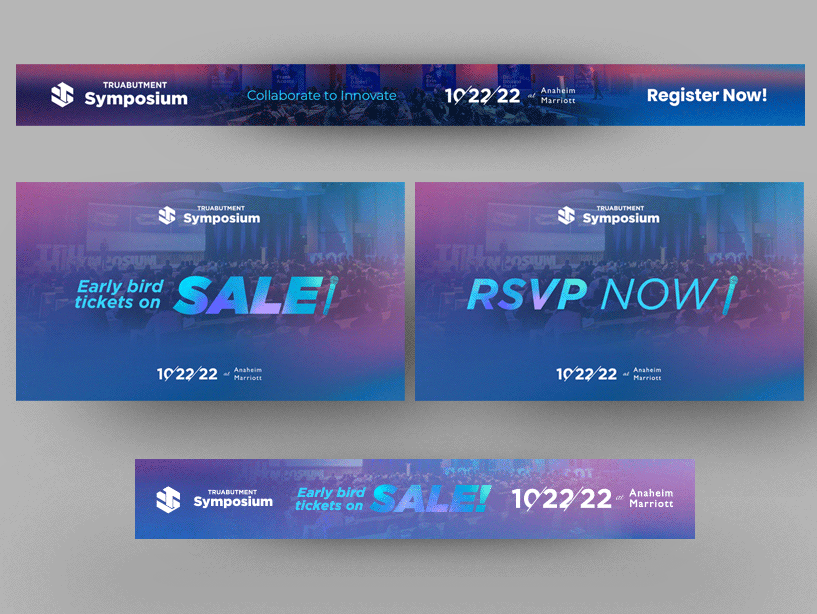 TRUABUTMENT
Symposium
Collaborate to Innovate
10/22/22 at Anaheim
Marriott
Register Now!
TRUABUTMENT
Symposium
Early bird
tickets on SALE!
10/22/22 at Anaheim
Marriott
TRUABUTMENT
Symposium
RSVP NOW!
10/22/22 at Anaheim
Marriott
TRUABUTMENT
Symposium
Early bird
tickets on SALE!
10/22/22 at Anaheim
Marriott